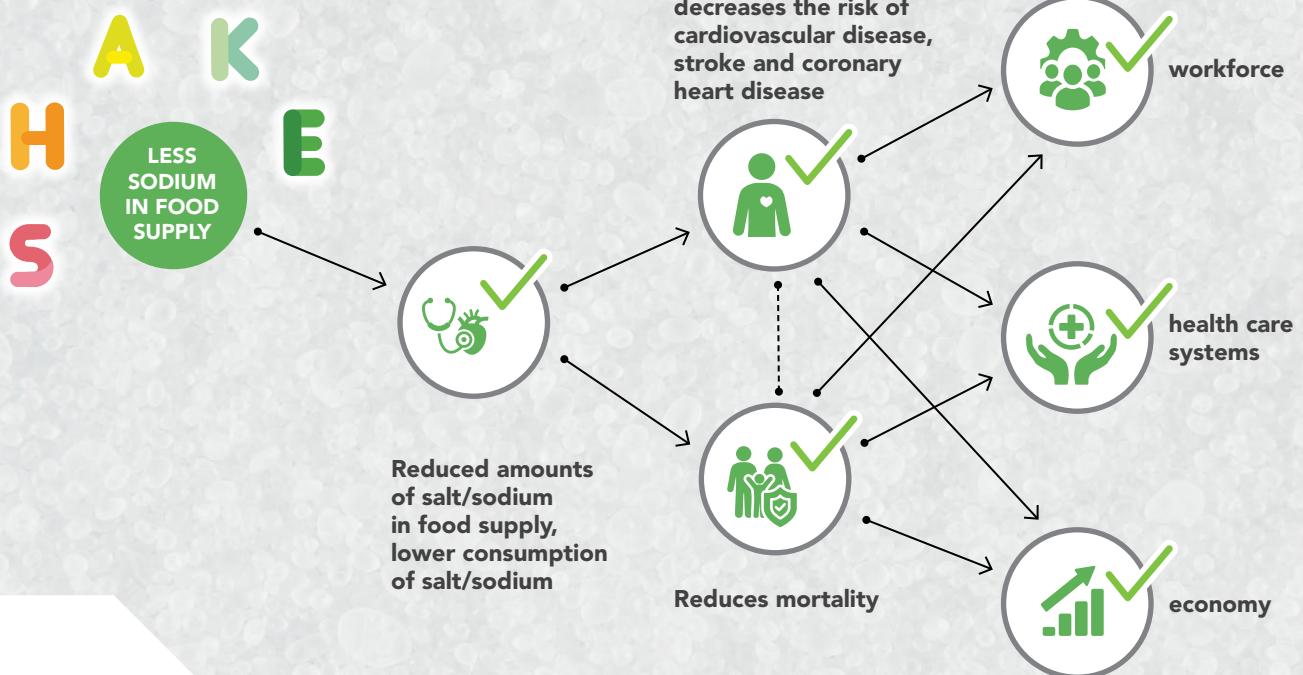 S
H
A
K
E
LESS
SODIUM
IN FOOD
SUPPLY
Reduced amounts
of salt/sodium
in food supply,
lower consumption
of salt/sodium
decreases the risk of
cardiovascular disease,
stroke and coronary
heart disease
Reduces mortality
workforce
health care
systems
economy